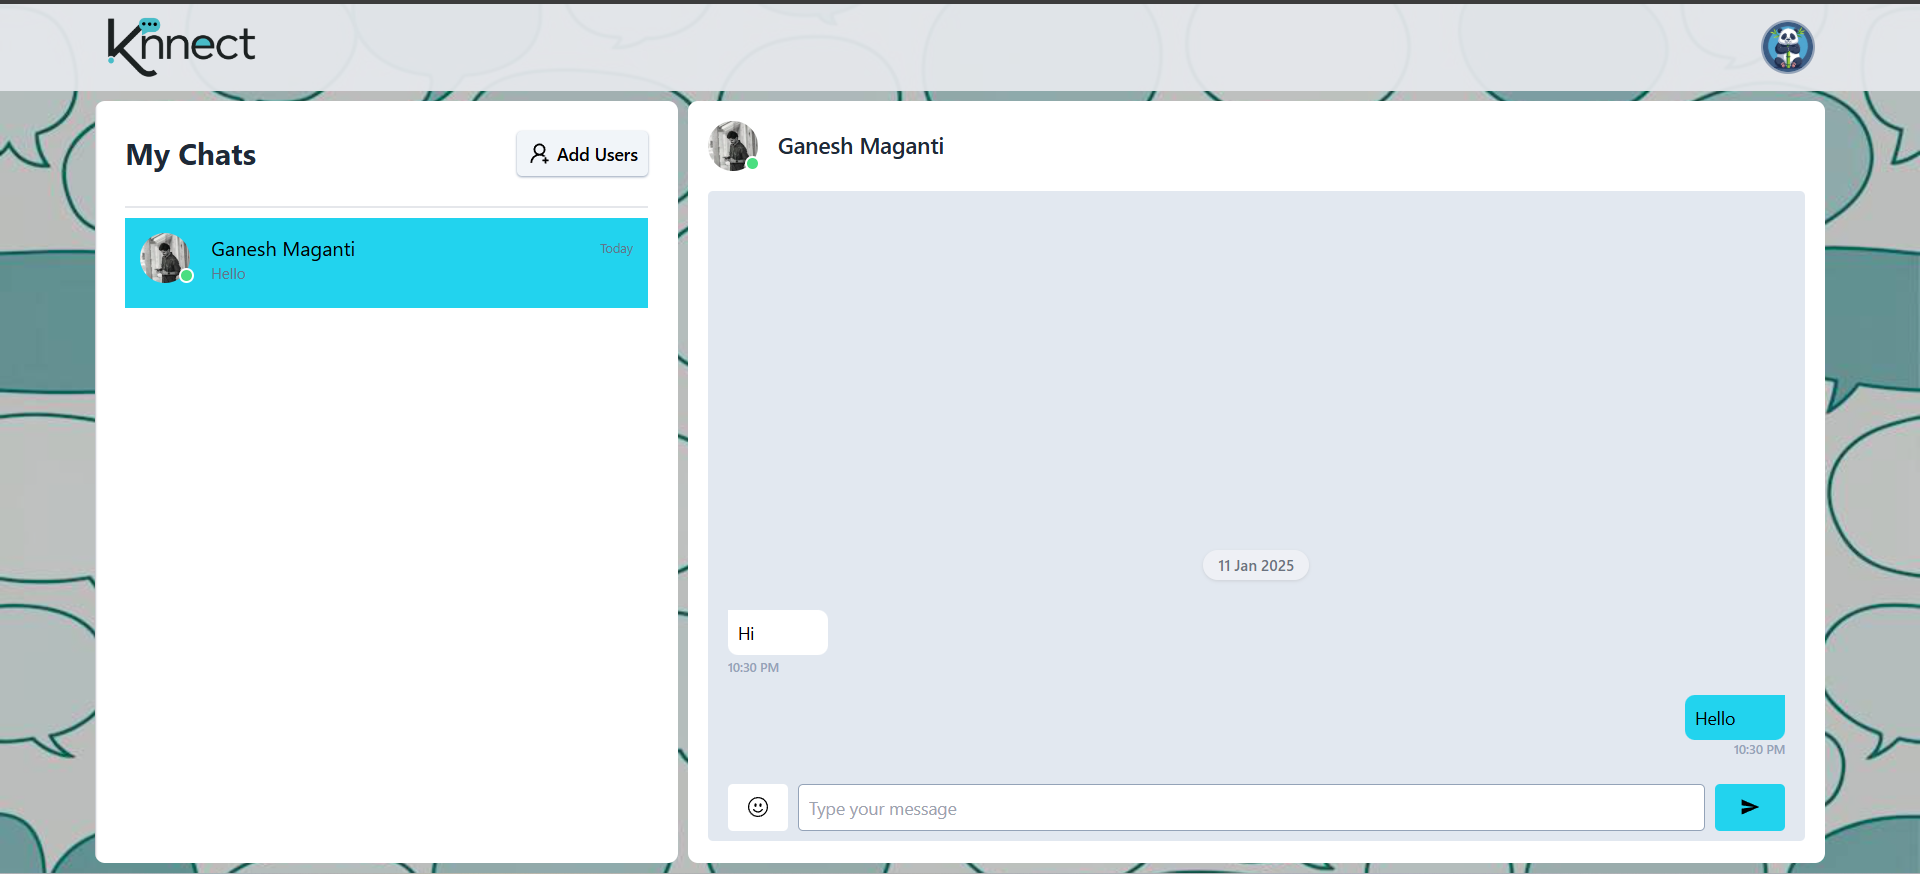 Knnect
My Chats
Add Users
Ganesh Maganti
Today
Hello
Ganesh Maganti
11 Jan 2025
Hi
10:30 PM
Hello
10:30 PM
Type your message